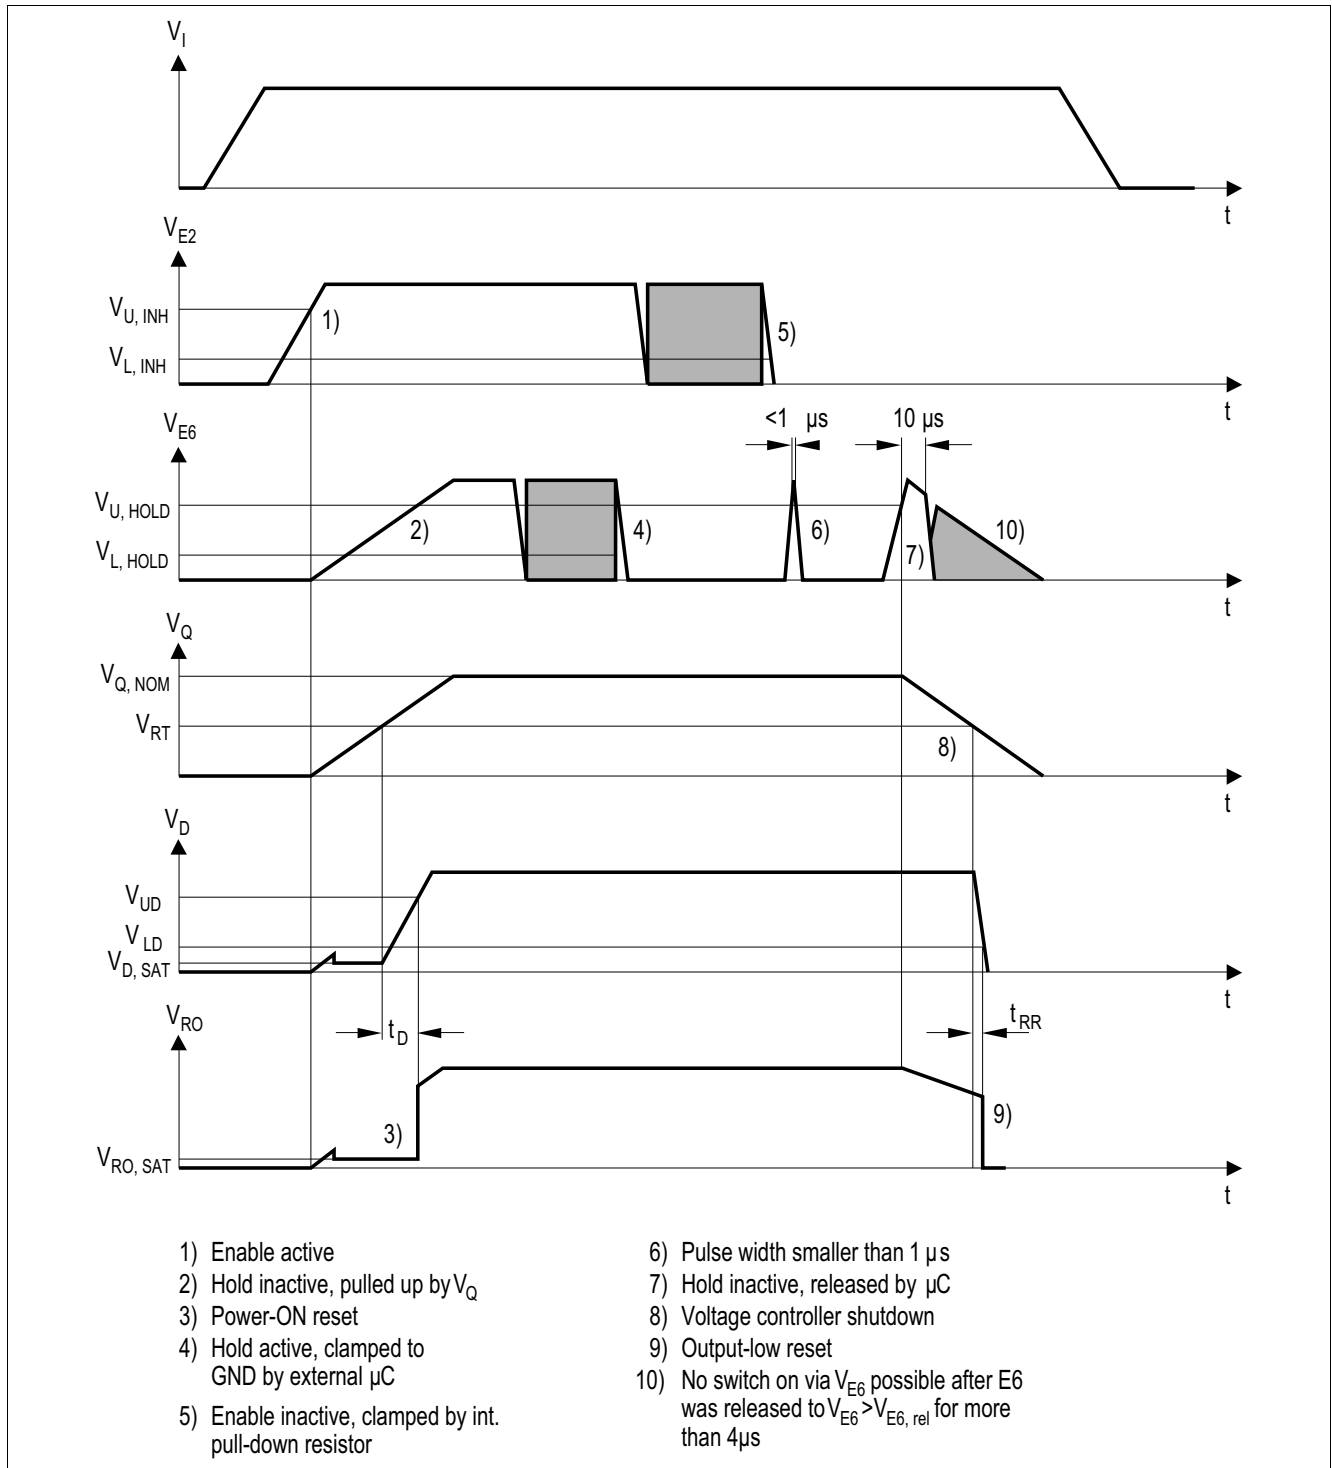 V_I
t
V_E2
V_U, INH
1)
5)
V_L, INH
t
V_E6
<1 µs
10 µs
V_U, HOLD
2)
4)
6)
7)
10)
V_L, HOLD
t
V_Q
V_Q, NOM
V_RT
8)
t
V_D
V_UD
V_LD
V_D, SAT
t
V_RO
t_D
t_RR
3)
9)
V_RO, SAT
t
1) Enable active
2) Hold inactive, pulled up by V_Q
3) Power-ON reset
4) Hold active, clamped to
GND by external µC
5) Enable inactive, clamped by int.
pull-down resistor
6) Pulse width smaller than 1 µs
7) Hold inactive, released by µC
8) Voltage controller shutdown
9) Output-low reset
10) No switch on via V_E6 possible after E6
was released to V_E6 >V_E6, rel for more
than 4µs